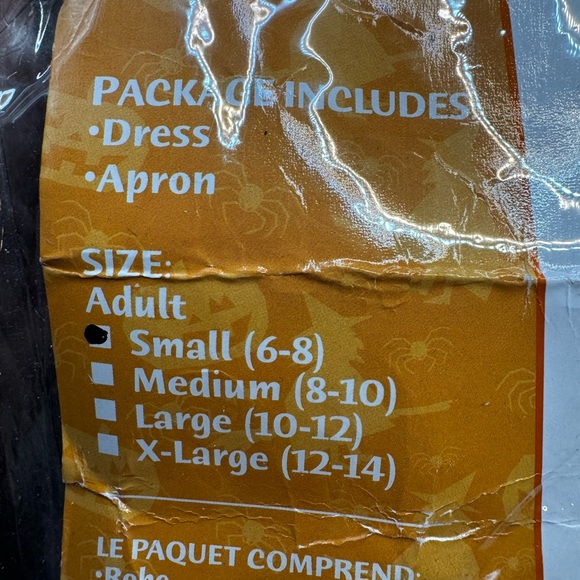 PACKAGE INCLUDES:
•Dress
•Apron
SIZE:
Adult
Small (6-8)
Medium (8-10)
Large (10-12)
X-Large (12-14)
LE PAQUET COMPREND:
•Robe